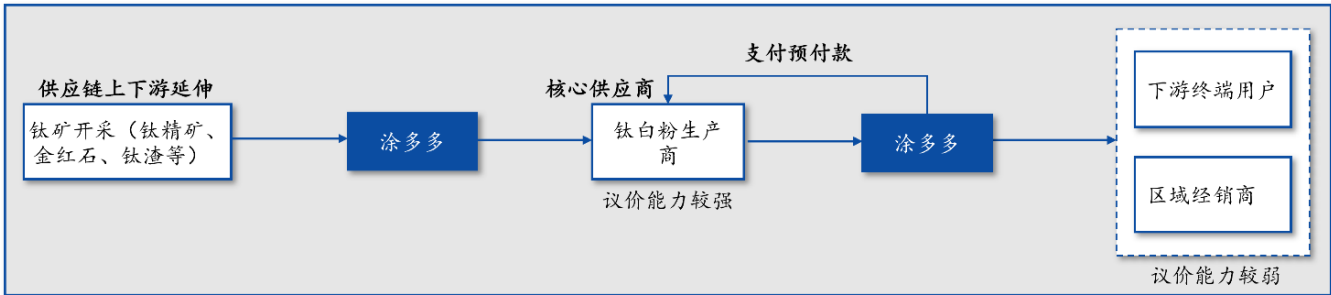 支付预付款
供应链上下游延伸
核心供应商
钛矿开采（钛精矿、
金红石、钛渣等）
涂多多
钛白粉生产
商
涂多多
下游终端用户
区域经销商
议价能力较强
议价能力较弱